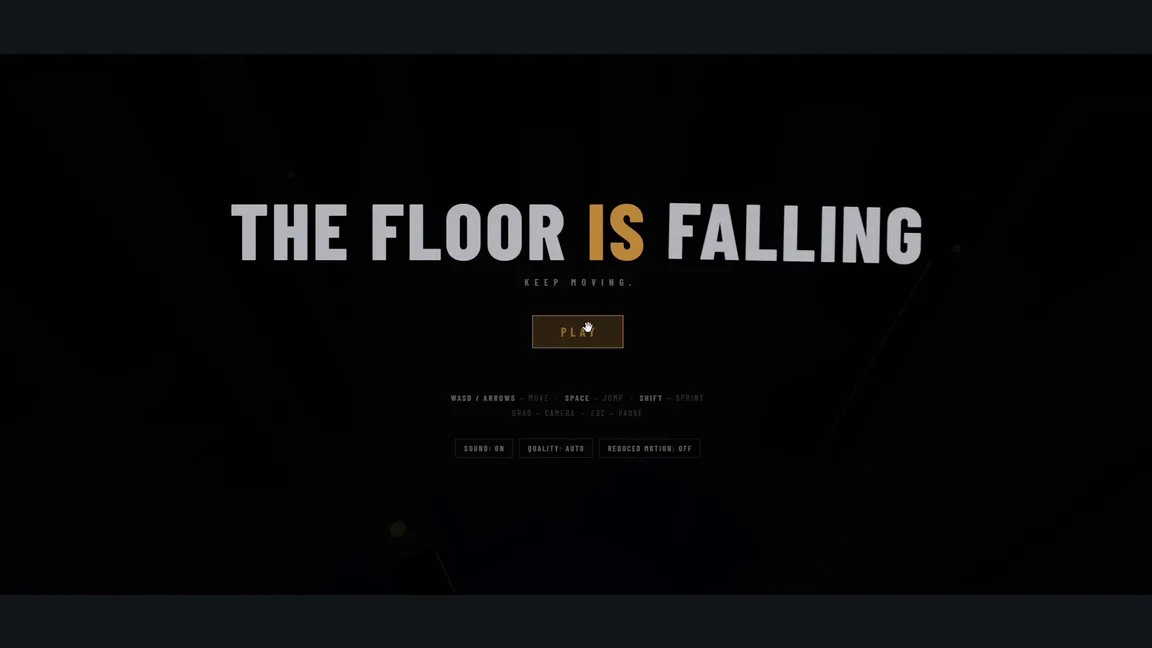 THE FLOOR IS FALLING
KEEP MOVING.
PLAY
WASD / ARROWS – MOVE · SPACE – JUMP · SHIFT – SPRINT
DRAG – CAMERA · ESC – PAUSE
SOUND: ON QUALITY: AUTO REDUCED MOTION: OFF